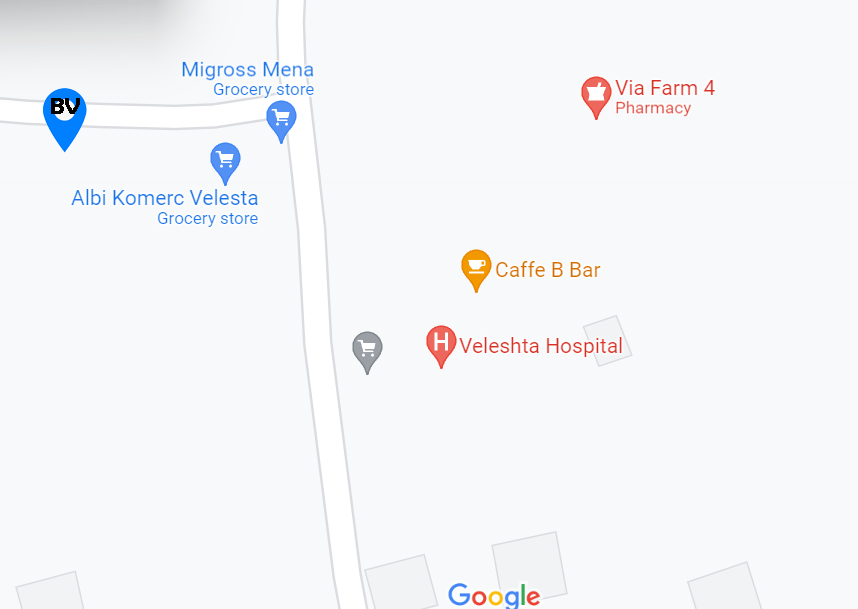 Migross Mena
Grocery store
Via Farm 4
Pharmacy
BV
Albi Komerc Velesta
Grocery store
Caffe B Bar
H
Veleshta Hospital
Google